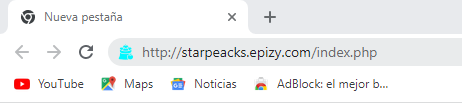 Nueva pestaña
http://starpeacks.epizy.com/index.php
YouTube Maps Noticias AdBlock: el mejor b...